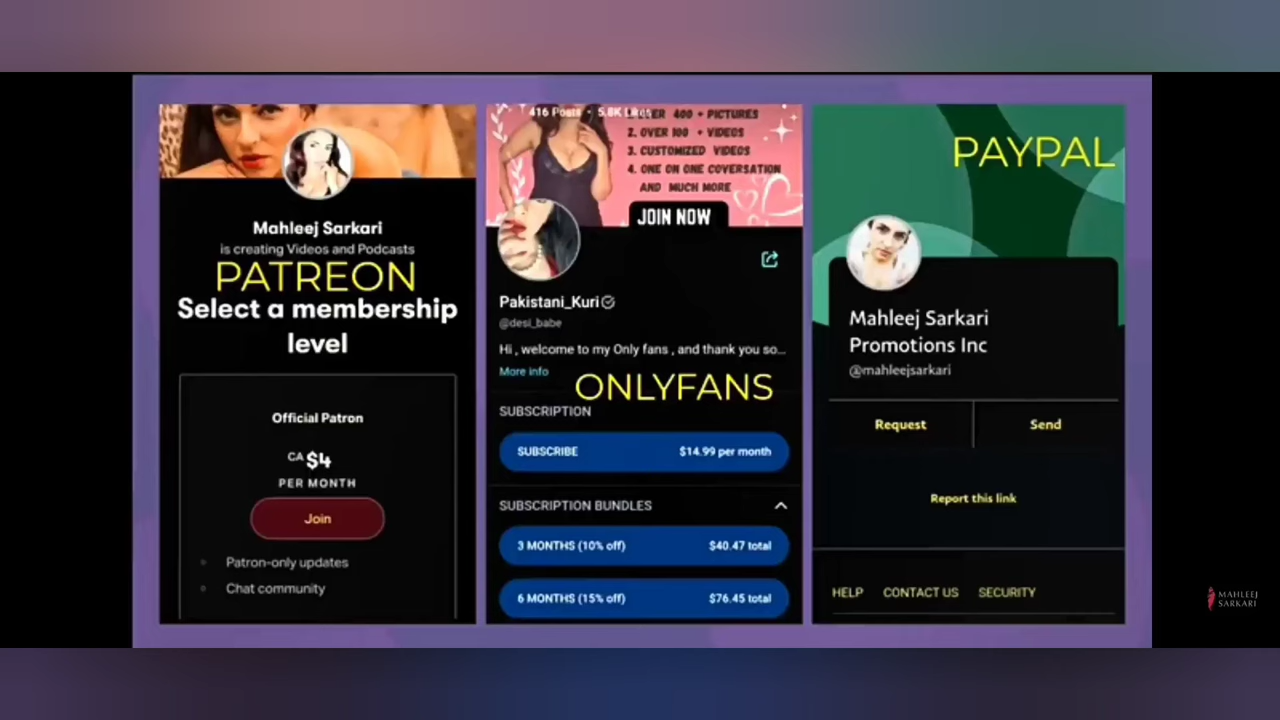 Mahleej Sarkari
is creating Videos and Podcasts
PATREON
Select a membership
level
Official Patron
CA $4
PER MONTH
Join
Patron-only updates
Chat community
416 Posts • 5.8K Likes
OVER 400 + PICTURES
2. OVER 100 + VIDEOS
3. CUSTOMIZED VIDEOS
4. ONE ON ONE COVERSATION
AND MUCH MORE
JOIN NOW
Pakistani_Kuri
@desi_babe
Hi , welcome to my Only fans , and thank you so...
More info
ONLYFANS
SUBSCRIPTION
SUBSCRIBE $14.99 per month
SUBSCRIPTION BUNDLES
3 MONTHS (10% off) $40.47 total
6 MONTHS (15% off) $76.45 total
PAYPAL
Mahleej Sarkari
Promotions Inc
@mahleejsarkari
Request Send
Report this link
HELP CONTACT US SECURITY
MAHLEEJ
SARKARI